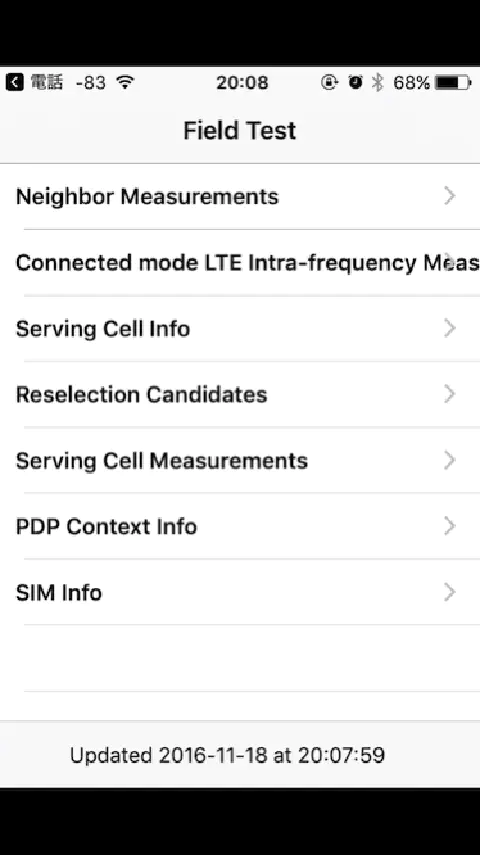 電話 -83 20:08 68%
Field Test
Neighbor Measurements
Connected mode LTE Intra-frequency Meas
Serving Cell Info
Reselection Candidates
Serving Cell Measurements
PDP Context Info
SIM Info
Updated 2016-11-18 at 20:07:59